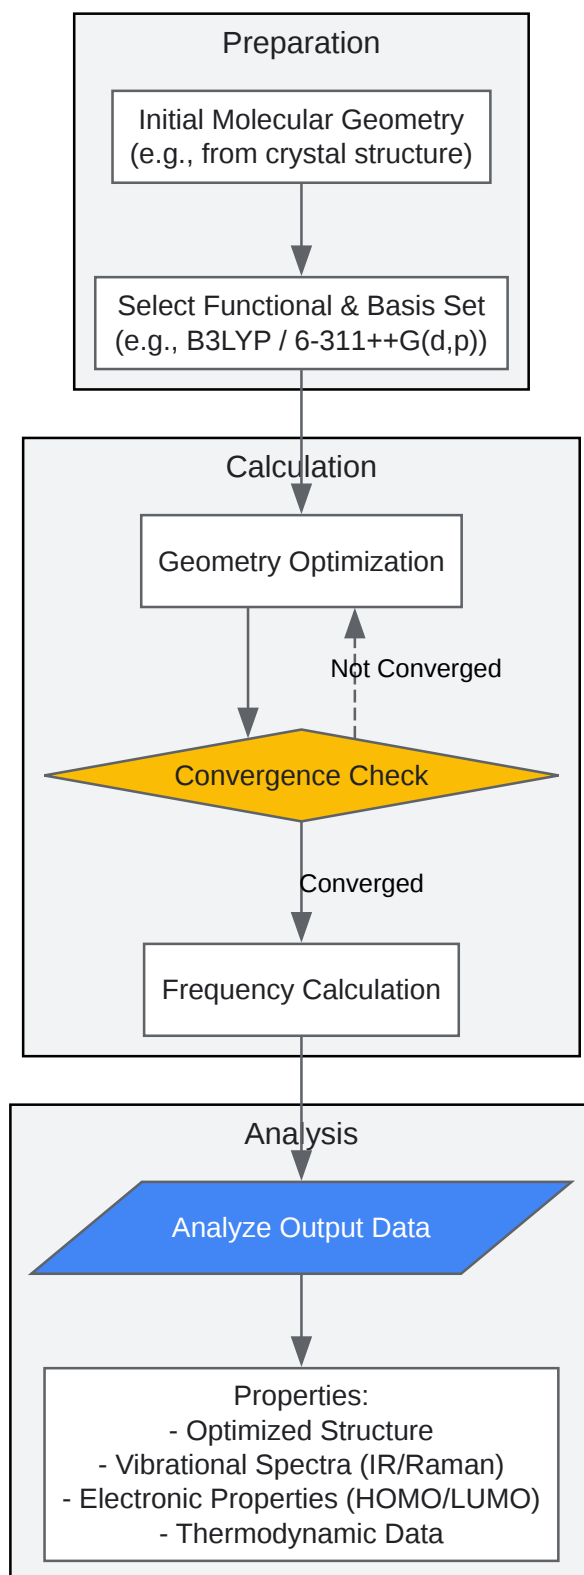 Preparation
Initial Molecular Geometry
(e.g., from crystal structure)
Select Functional & Basis Set
(e.g., B3LYP / 6-311++G(d,p))
Calculation
Geometry Optimization
Not Converged
Convergence Check
Converged
Frequency Calculation
Analysis
Analyze Output Data
Properties:
- Optimized Structure
- Vibrational Spectra (IR/Raman)
- Electronic Properties (HOMO/LUMO)
- Thermodynamic Data